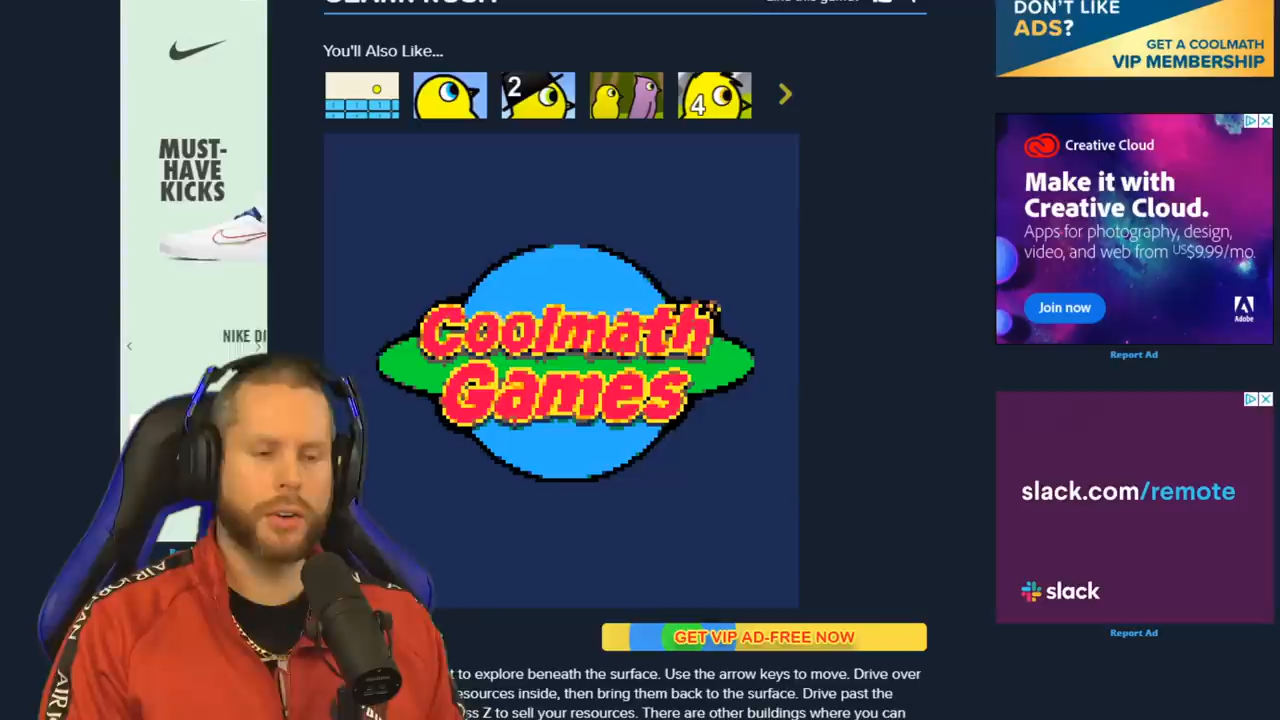 You'll Also Like...
2
4
MUST-
HAVE
KICKS
NIKE
Coolmath
Games
GET VIP AD-FREE NOW
t to explore beneath the surface. Use the arrow keys to move. Drive over
esources inside, then bring them back to the surface. Drive past the
Z to sell your resources. There are other buildings where you can
DON'T LIKE
ADS?
GET A COOLMATH
VIP MEMBERSHIP
Creative Cloud
Make it with
Creative Cloud.
Apps for photography, design,
video, and web from US$9.99/mo.
Join now
Adobe
Report Ad
slack.com/remote
slack
Report Ad
AIR JORDAN
AIR